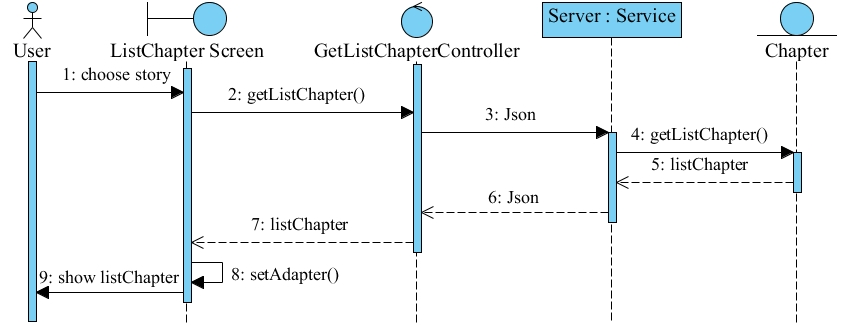 Server : Service
User
ListChapter Screen
GetListChapterController
Chapter
1: choose story
2: getListChapter()
3: Json
4: getListChapter()
5: listChapter
6: Json
7: listChapter
8: setAdapter()
9: show listChapter